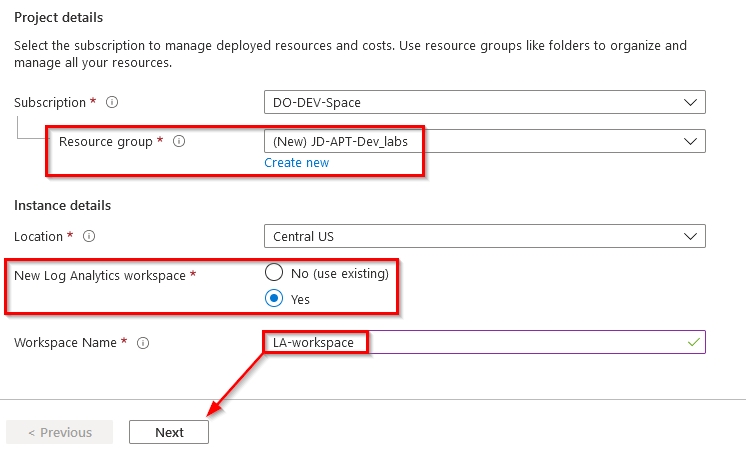 Project details
Select the subscription to manage deployed resources and costs. Use resource groups like folders to organize and
manage all your resources.
Subscription * DO-DEV-Space
Resource group * (New) JD-APT-Dev_labs
Create new
Instance details
Location * Central US
New Log Analytics workspace * No (use existing)
Yes
Workspace Name * LA-workspace
< Previous Next